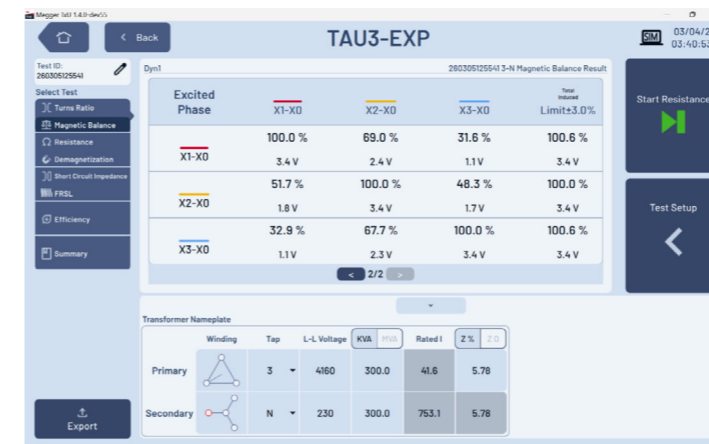 Megger TAU 1.4.0-dev55
Back
TAU3-EXP
SIM
03/04/2
03:40:53
Test ID:
260305125541
Select Test
Turns Ratio
Magnetic Balance
Resistance
Demagnetization
Short Circuit Impedance
FRSL
Efficiency
Summary
Export
Dyn1
260305125541 3-N Magnetic Balance Result
Excited Phase
X1-X0
X2-X0
X3-X0
Total Induced
Limit±3.0%
100.0 % 69.0 % 31.6 % 100.6 %
X1-X0
3.4 V 2.4 V 1.1 V 3.4 V
51.7 % 100.0 % 48.3 % 100.0 %
X2-X0
1.8 V 3.4 V 1.7 V 3.4 V
32.9 % 67.7 % 100.0 % 100.6 %
X3-X0
1.1 V 2.3 V 3.4 V 3.4 V
< 2/2 >
Start Resistance
Test Setup
Transformer Nameplate
Winding Tap L-L Voltage KVA MVA Rated I Z % Z Ω
Primary 3 4160 300.0 41.6 5.78
Secondary N 230 300.0 753.1 5.78